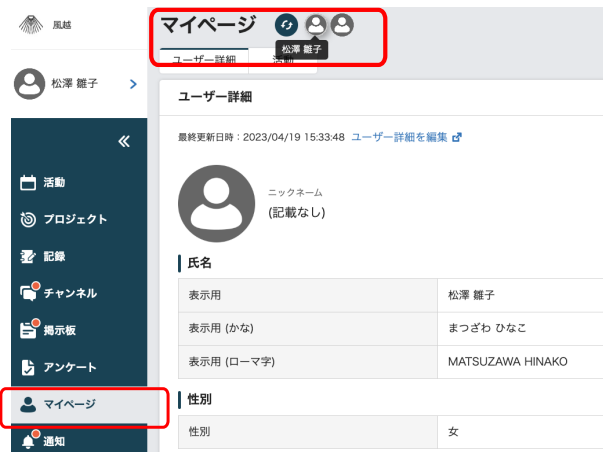 風越
マイページ
松澤 雛子
ユーザー詳細
松澤 雛子
ユーザー詳細
最終更新日時：2023/04/19 15:33:48 ユーザー詳細を編集
活動
プロジェクト
記録
チャンネル
掲示板
アンケート
マイページ
通知
ニックネーム
(記載なし)
氏名
表示用 松澤 雛子
表示用 (かな) まつざわ ひなこ
表示用 (ローマ字) MATSUZAWA HINAKO
性別
性別 女